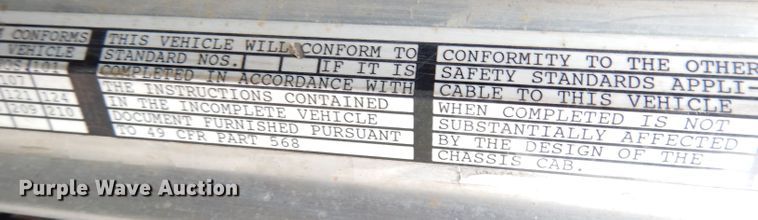 M CONFORMS
VEHICLE
NOS. 101
107
121 124
209 210
THIS VEHICLE WILL CONFORM TO
STANDARD NOS. IF IT IS
COMPLETED IN ACCORDANCE WITH
THE INSTRUCTIONS CONTAINED
IN THE INCOMPLETE VEHICLE
DOCUMENT FURNISHED PURSUANT
TO 49 CFR PART 568
CONFORMITY TO THE OTHER
SAFETY STANDARDS APPLI-
CABLE TO THIS VEHICLE
WHEN COMPLETED IS NOT
SUBSTANTIALLY AFFECTED
BY THE DESIGN OF THE
CHASSIS CAB.
Purple Wave Auction